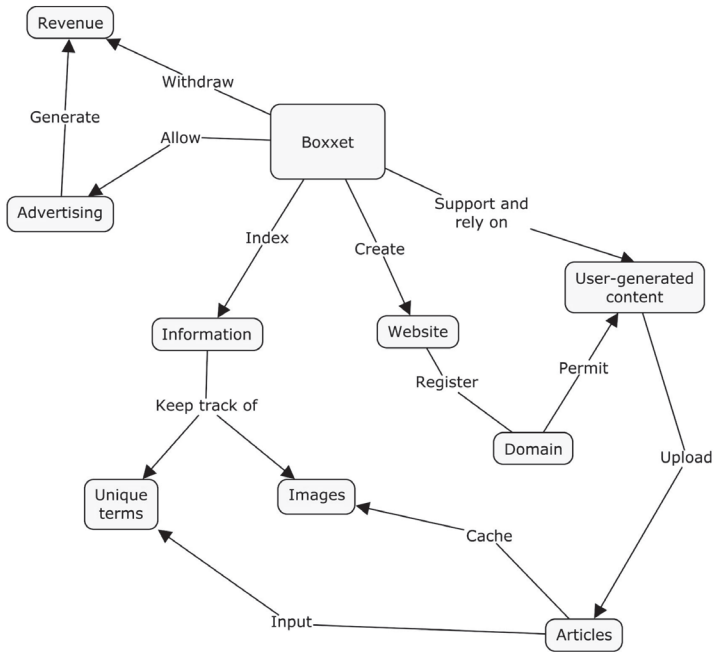 Revenue
Withdraw
Generate
Allow
Boxxet
Advertising
Support and
rely on
Index
Create
User-generated
content
Information
Website
Permit
Register
Keep track of
Domain
Upload
Unique
terms
Images
Cache
Input
Articles